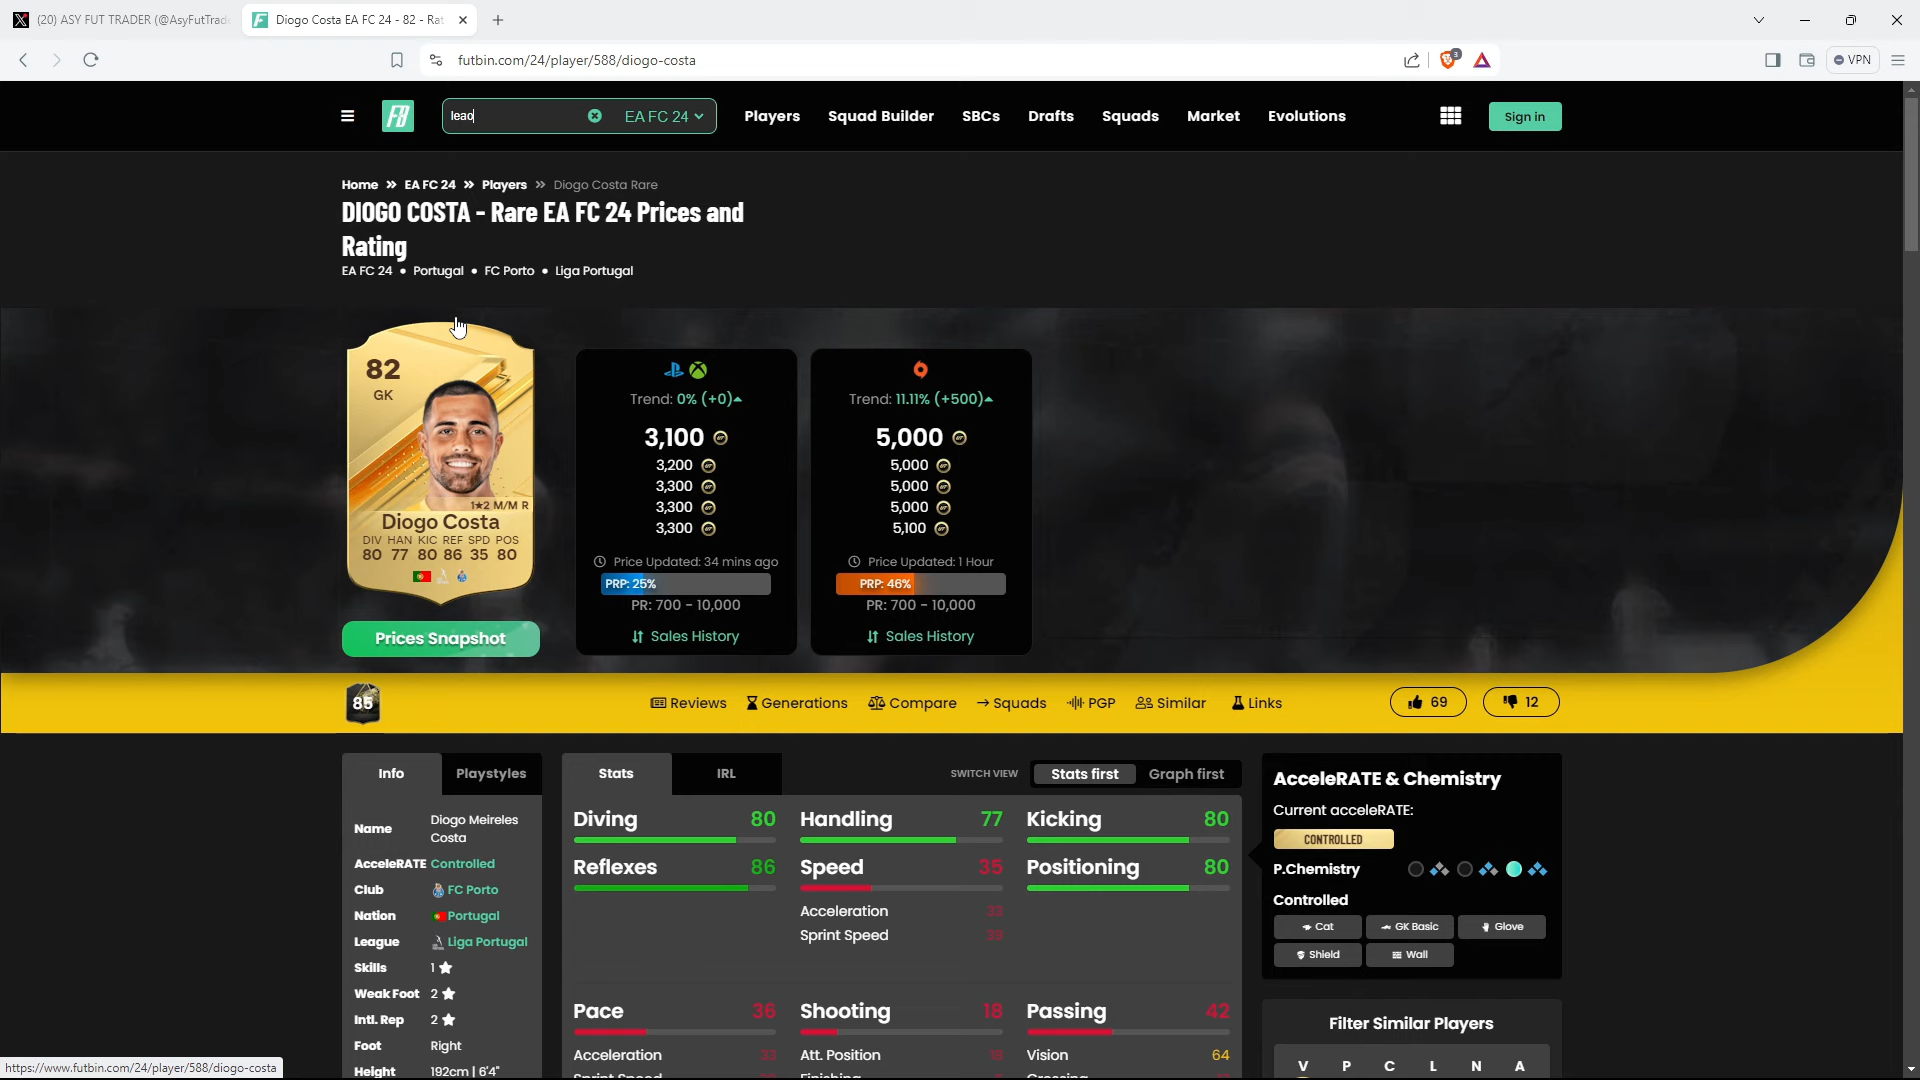 (20) ASY FUT TRADER (@AsyFutTrad
Diogo Costa EA FC 24 - 82 - Rat
futbin.com/24/player/588/diogo-costa
3
VPN
leao
EA FC 24
Players
Squad Builder
SBCs
Drafts
Squads
Market
Evolutions
Sign in
Home » EA FC 24 » Players » Diogo Costa Rare
DIOGO COSTA - Rare EA FC 24 Prices and
Rating
EA FC 24 • Portugal • FC Porto • Liga Portugal
82
GK
1★2 M/M R
Diogo Costa
DIV HAN KIC REF SPD POS
80 77 80 86 35 80
Prices Snapshot
Trend: 0% (+0)
3,100
3,200
3,300
3,300
3,300
Price Updated: 34 mins ago
PRP: 25%
PR: 700 - 10,000
Sales History
Trend: 11.11% (+500)
5,000
5,000
5,000
5,000
5,100
Price Updated: 1 Hour
PRP: 46%
PR: 700 - 10,000
Sales History
85
Reviews
Generations
Compare
Squads
PGP
Similar
Links
69
12
Info
Playstyles
Name Diogo Meireles
Costa
AcceleRATE Controlled
Club FC Porto
Nation Portugal
League Liga Portugal
Skills 1 ★
Weak Foot 2 ★
Intl. Rep 2 ★
Foot Right
Height 192cm | 6'4"
Stats
IRL
SWITCH VIEW
Stats first
Graph first
Diving 80
Handling 77
Kicking 80
Reflexes 86
Speed 35
Positioning 80
Acceleration 33
Sprint Speed 39
Pace 36
Shooting 18
Passing 42
Acceleration 33
Att. Position 18
Vision 64
AcceleRATE & Chemistry
Current acceleRATE:
CONTROLLED
P.Chemistry
Controlled
Cat
GK Basic
Glove
Shield
Wall
Filter Similar Players
V P C L N A
https://www.futbin.com/24/player/588/diogo-costa